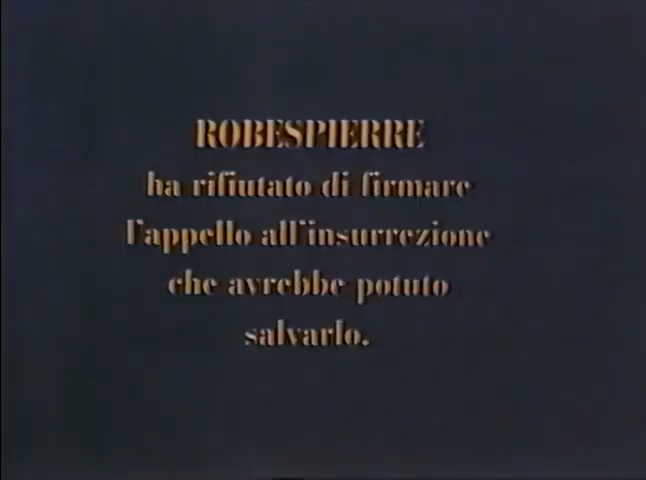 ROBESPIERRE
ha rifiutato di firmare
l'appello all'insurrezione
che avrebbe potuto
salvarlo.